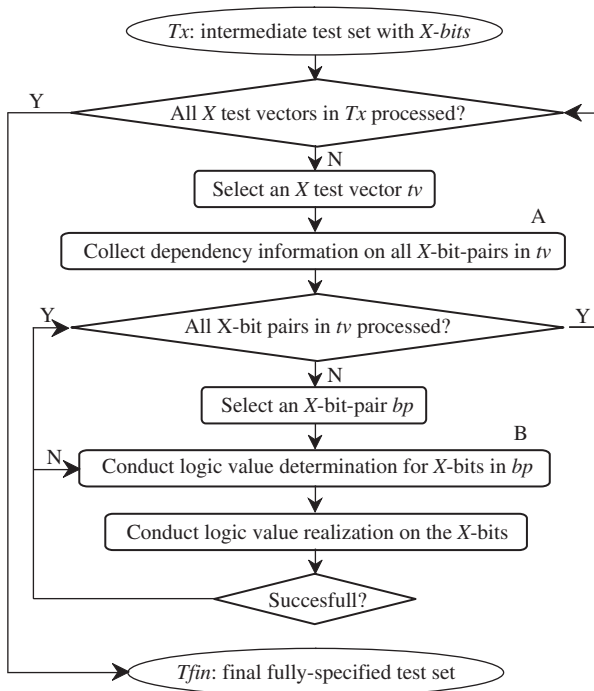 Tx: intermediate test set with X-bits
Y
All X test vectors in Tx processed?
N
Select an X test vector tv
A
Collect dependency information on all X-bit-pairs in tv
Y
All X-bit pairs in tv processed?
Y
N
Select an X-bit-pair bp
B
N
Conduct logic value determination for X-bits in bp
Conduct logic value realization on the X-bits
Succesfull?
Tfin: final fully-specified test set